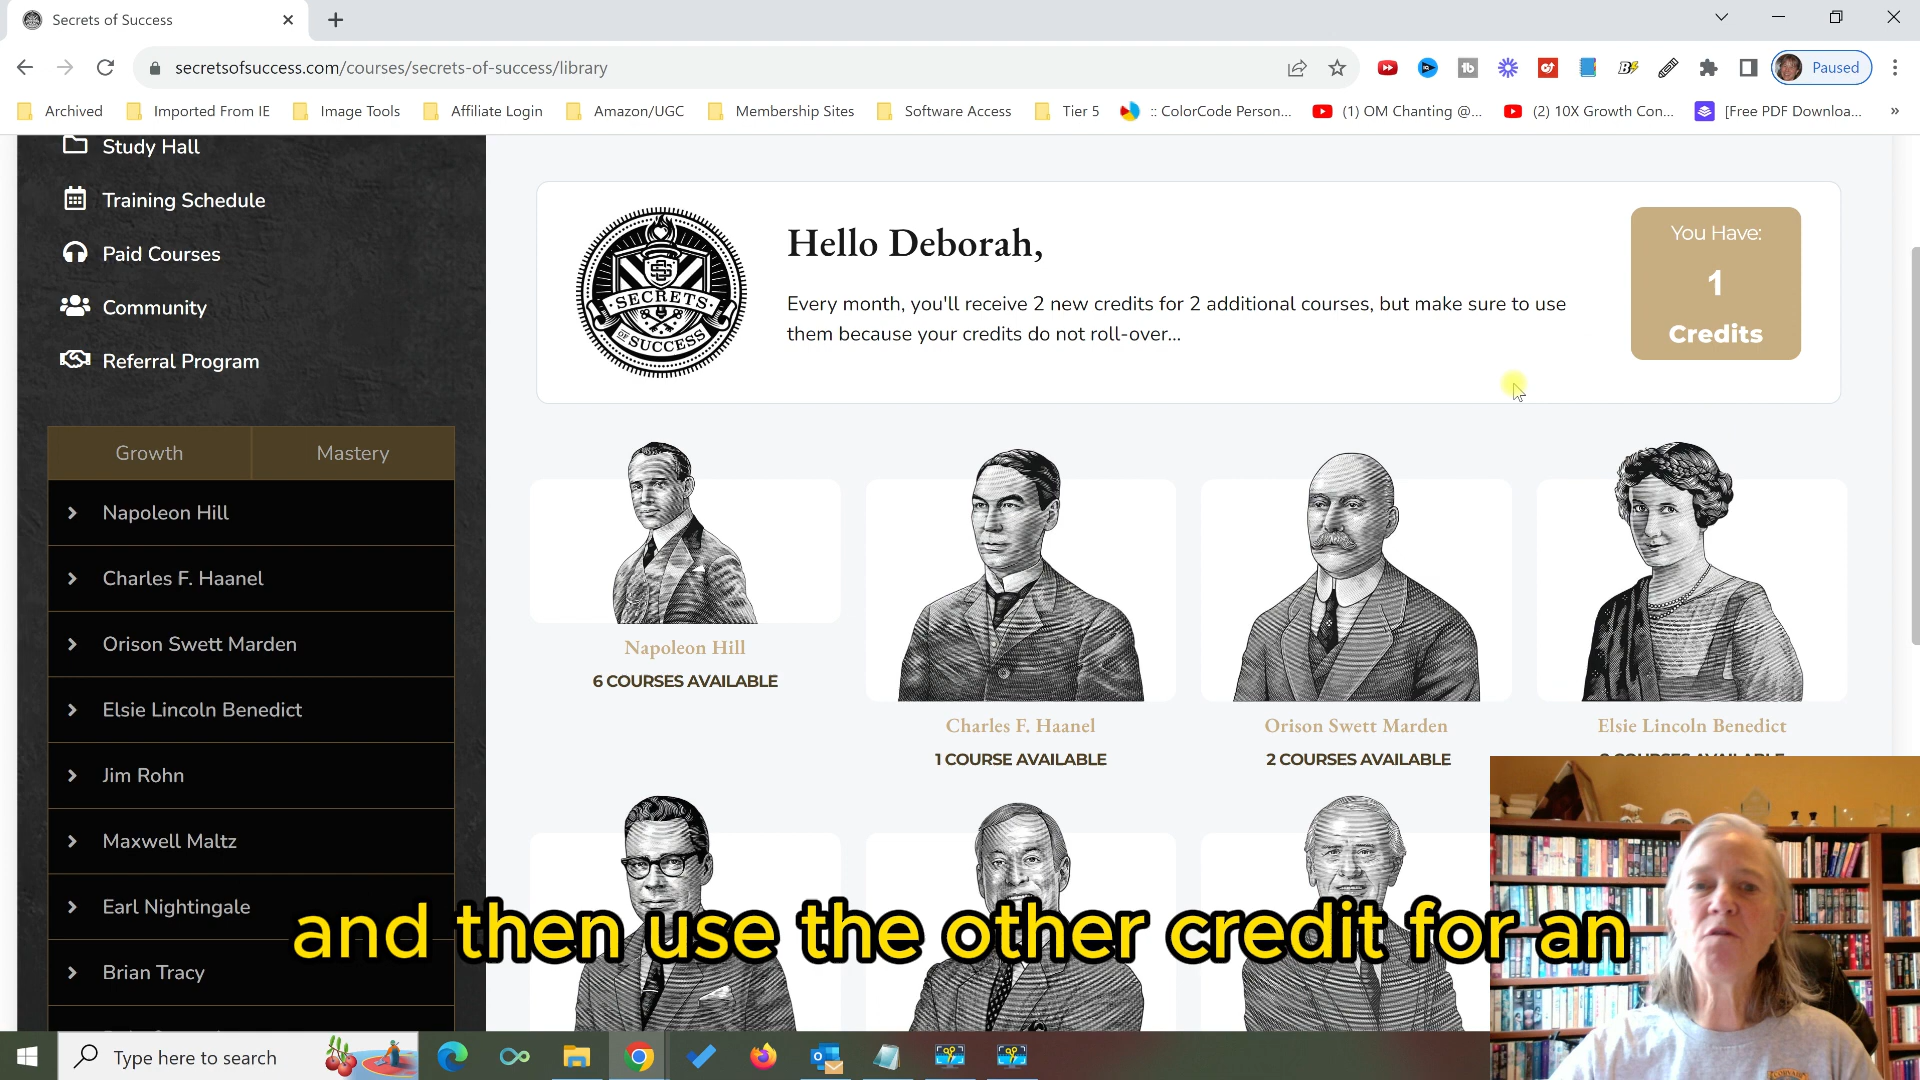 Secrets of Success
secretsofsuccess.com/courses/secrets-of-success/library
Paused
Archived
Imported From IE
Image Tools
Affiliate Login
Amazon/UGC
Membership Sites
Software Access
Tier 5
:: ColorCode Person...
(1) OM Chanting @...
(2) 10X Growth Con...
[Free PDF Downloa...
»
Study Hall
Training Schedule
Paid Courses
Community
Referral Program
Growth
Mastery
Napoleon Hill
Charles F. Haanel
Orison Swett Marden
Elsie Lincoln Benedict
Jim Rohn
Maxwell Maltz
Earl Nightingale
Brian Tracy
SECRETS
OF
SUCCESS
Hello Deborah,
Every month, you'll receive 2 new credits for 2 additional courses, but make sure to use
them because your credits do not roll-over...
You Have:
1
Credits
Napoleon Hill
6 COURSES AVAILABLE
Charles F. Haanel
1 COURSE AVAILABLE
Orison Swett Marden
2 COURSES AVAILABLE
Elsie Lincoln Benedict
and then use the other credit for an
Type here to search